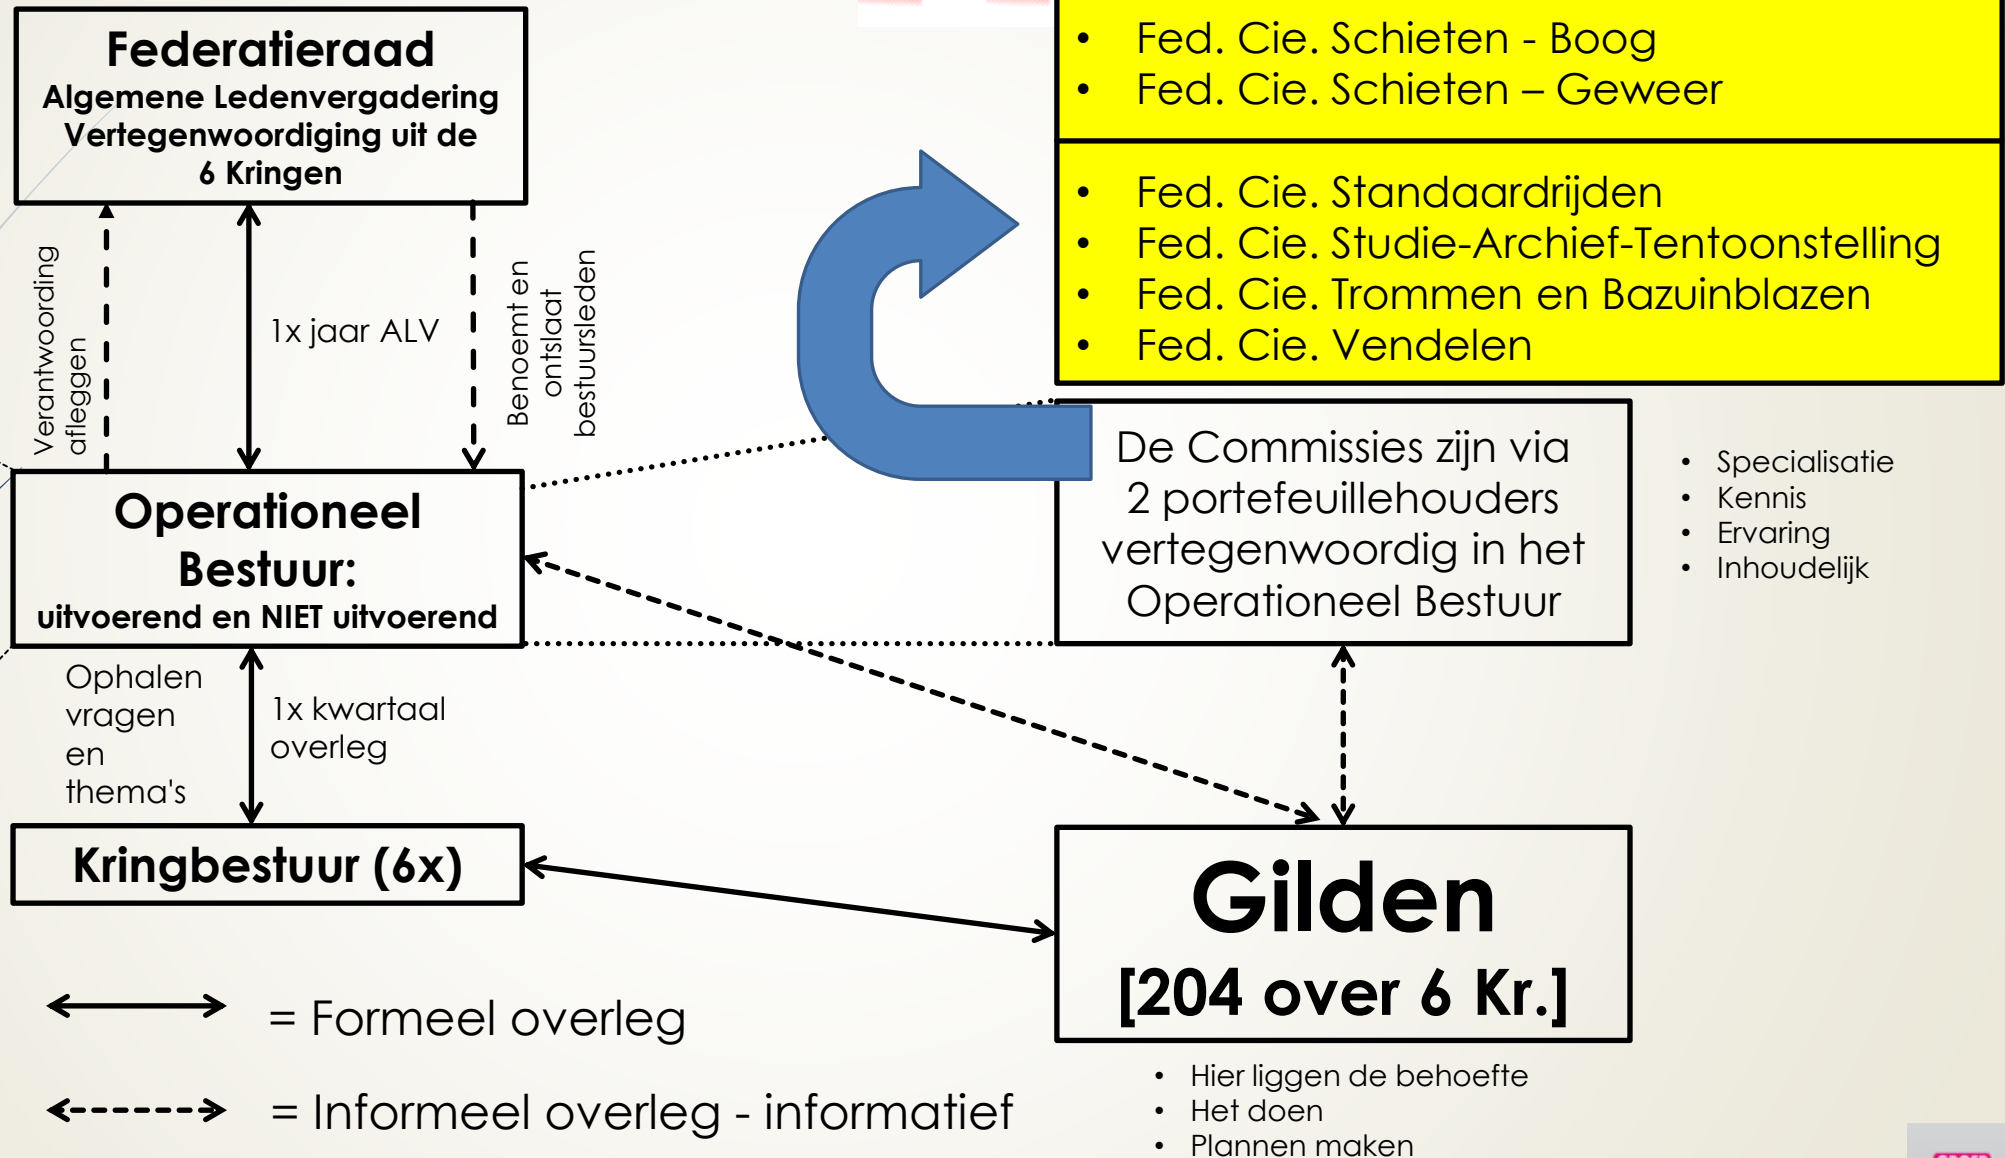 Federatieraad
Algemene Ledenvergadering
Vertegenwoordiging uit de
6 Kringen
Verantwoording
afleggen
1x jaar ALV
Benoemt en
ontslaat
bestuursleden
Operationeel
Bestuur:
uitvoerend en NIET uitvoerend
Ophalen
vragen
en
thema's
1x kwartaal
overleg
Kringbestuur (6x)
= Formeel overleg
= Informeel overleg - informatief
• Fed. Cie. Schieten - Boog
• Fed. Cie. Schieten – Geweer
• Fed. Cie. Standaardrijden
• Fed. Cie. Studie-Archief-Tentoonstelling
• Fed. Cie. Trommen en Bazuinblazen
• Fed. Cie. Vendelen
De Commissies zijn via
2 portefeuillehouders
vertegenwoordig in het
Operationeel Bestuur
• Specialisatie
• Kennis
• Ervaring
• Inhoudelijk
Gilden
[204 over 6 Kr.]
• Hier liggen de behoefte
• Het doen
• Plannen maken